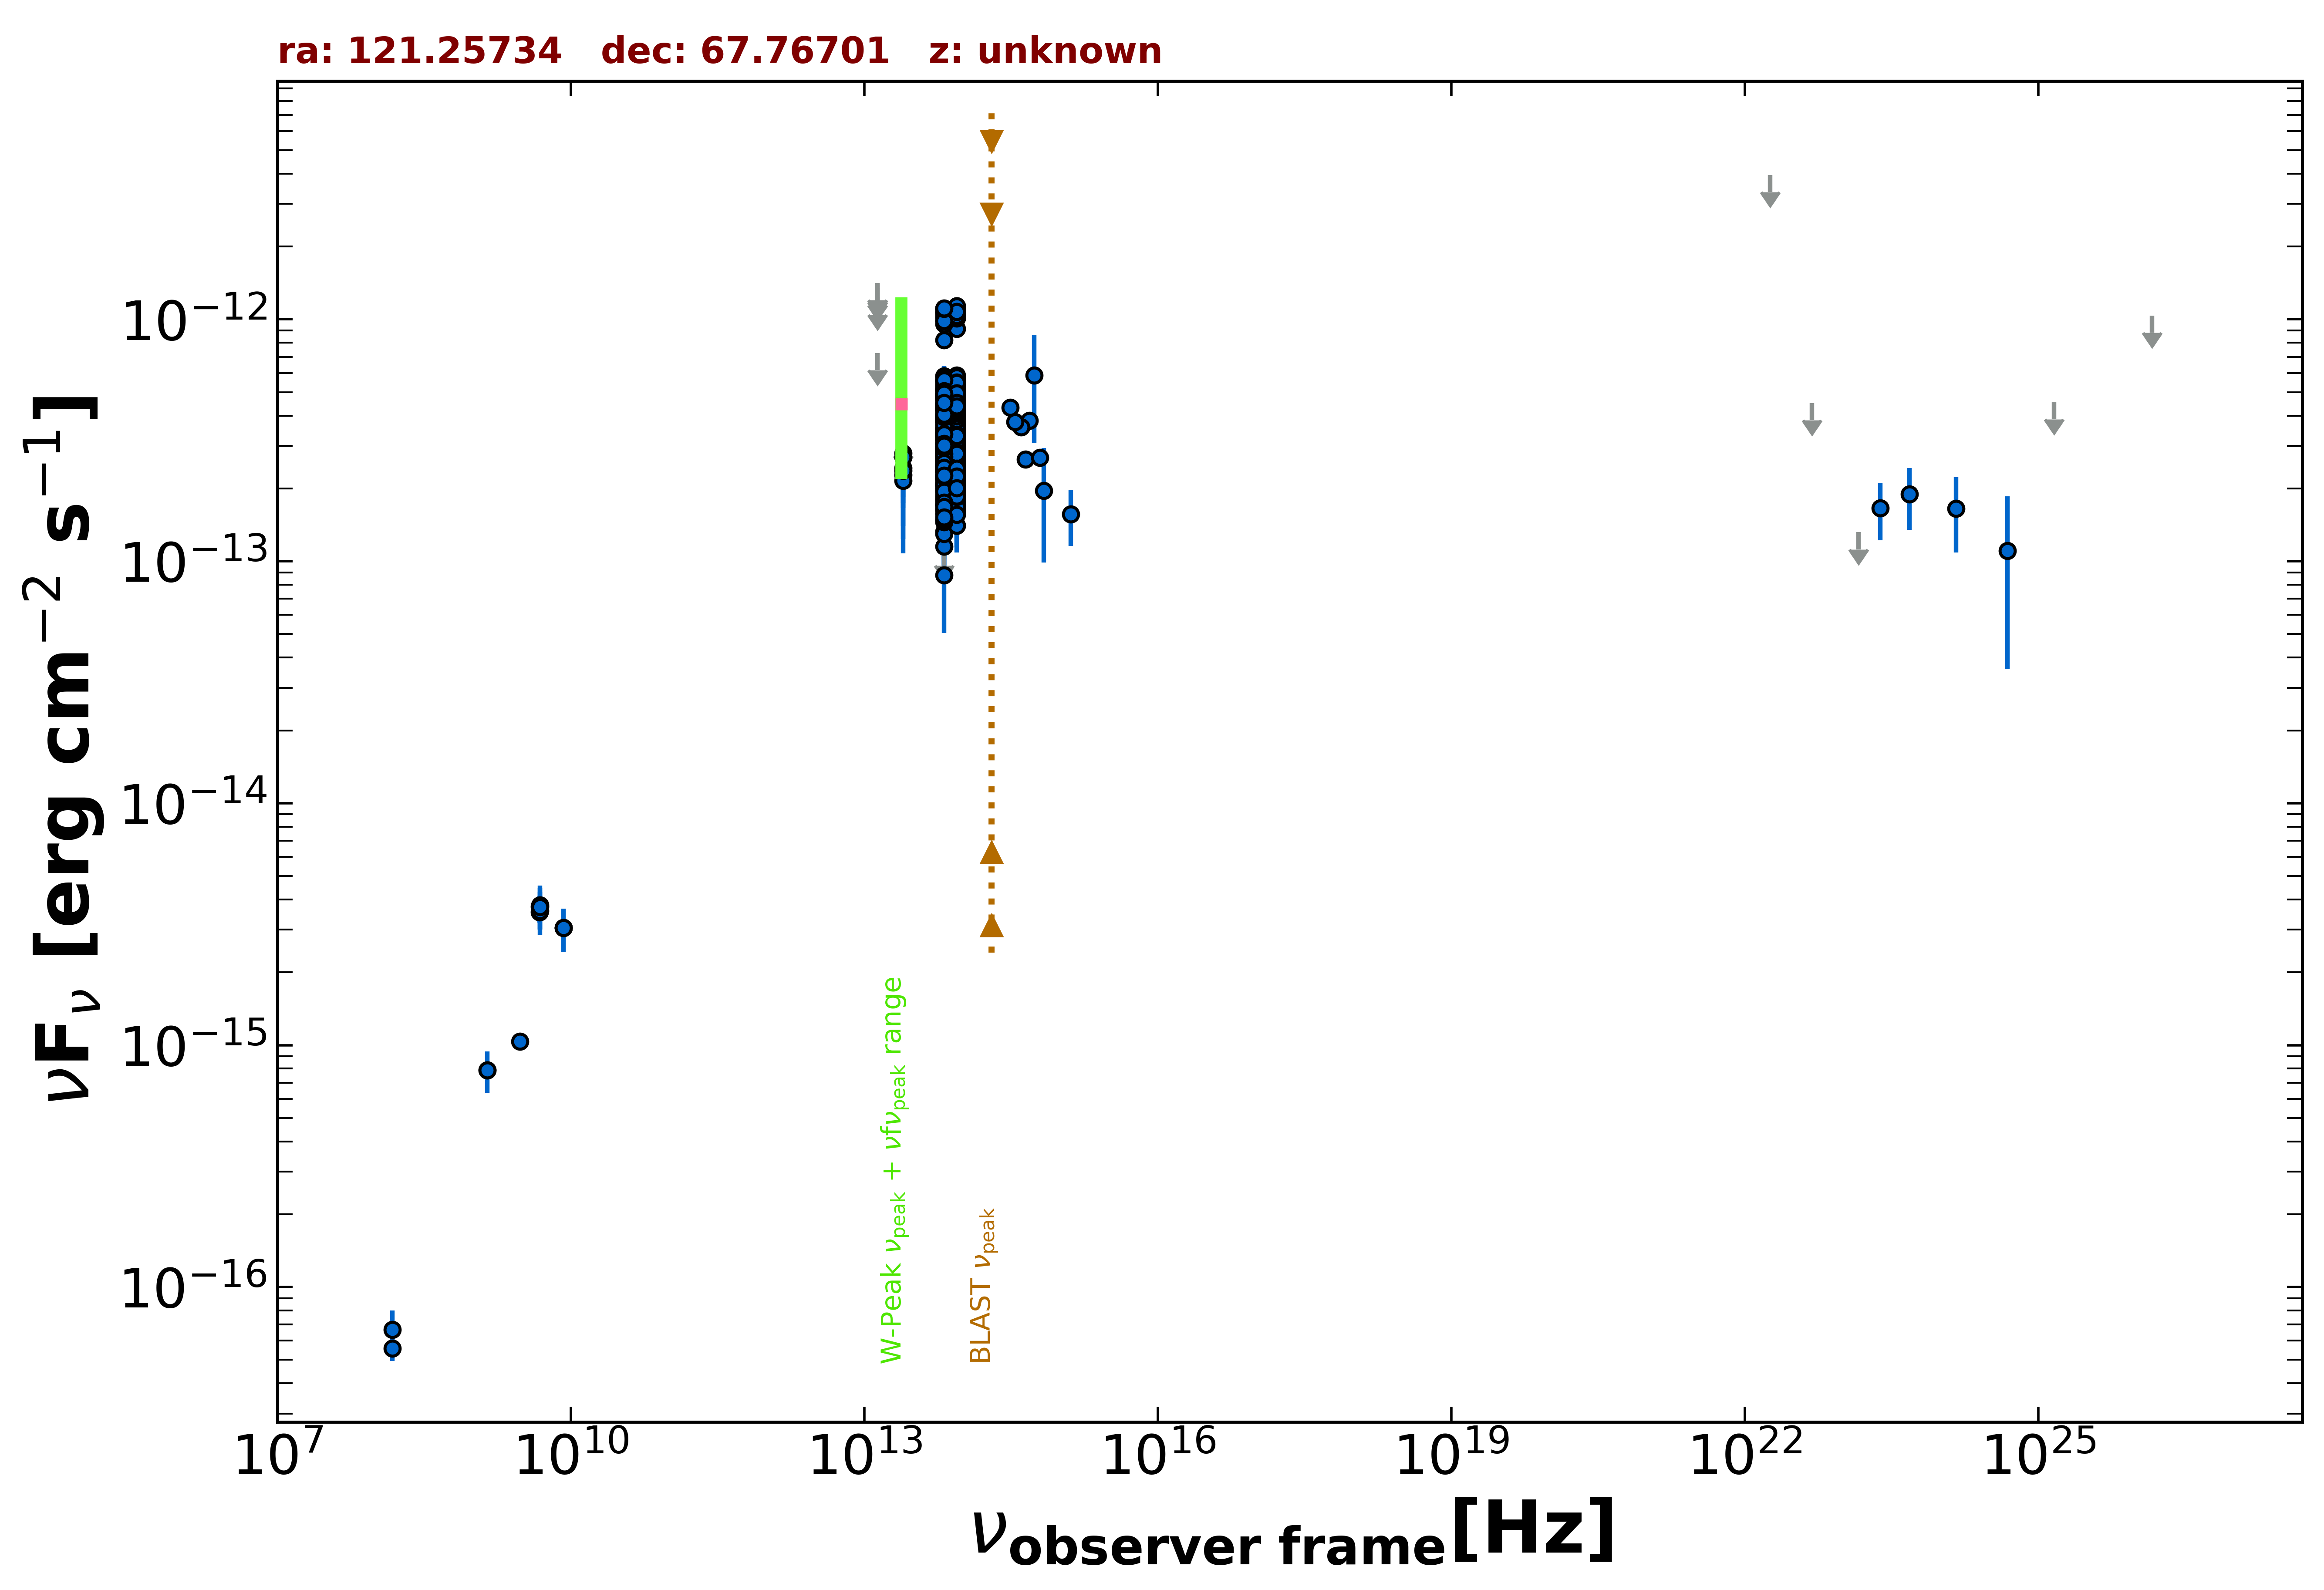 ra: 121.25734 dec: 67.76701 z: unknown
νFν [erg cm−2 s−1]
10−12
10−13
10−14
10−15
10−16
W-Peak νpeak + νfνpeak range
BLAST νpeak
107 1010 1013 1016 1019 1022 1025
νobserver frame[Hz]